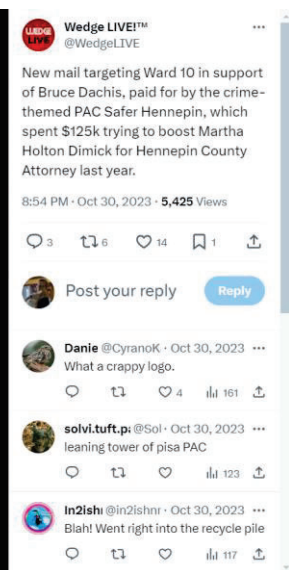 WEDGE
LIVE
Wedge LIVE!™
@WedgeLIVE
New mail targeting Ward 10 in support
of Bruce Dachis, paid for by the crime-
themed PAC Safer Hennepin, which
spent $125k trying to boost Martha
Holton Dimick for Hennepin County
Attorney last year.
8:54 PM · Oct 30, 2023 · 5,425 Views
3 6 14 1
Post your reply Reply
Danie @CyranoK · Oct 30, 2023
What a crappy logo.
4 161
solvi.tuft.p: @Sol · Oct 30, 2023
leaning tower of pisa PAC
123
In2ish @in2ishnr · Oct 30, 2023
Blah! Went right into the recycle pile
117